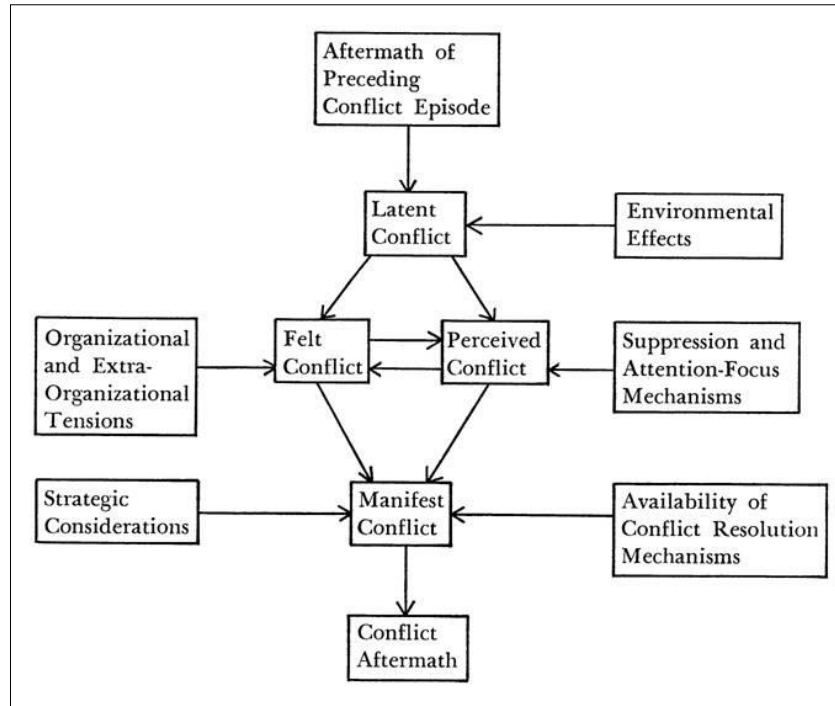 Aftermath of
Preceding
Conflict Episode
Latent
Conflict
Environmental
Effects
Organizational
and Extra-
Organizational
Tensions
Felt
Conflict
Perceived
Conflict
Suppression and
Attention-Focus
Mechanisms
Strategic
Considerations
Manifest
Conflict
Availability of
Conflict Resolution
Mechanisms
Conflict
Aftermath